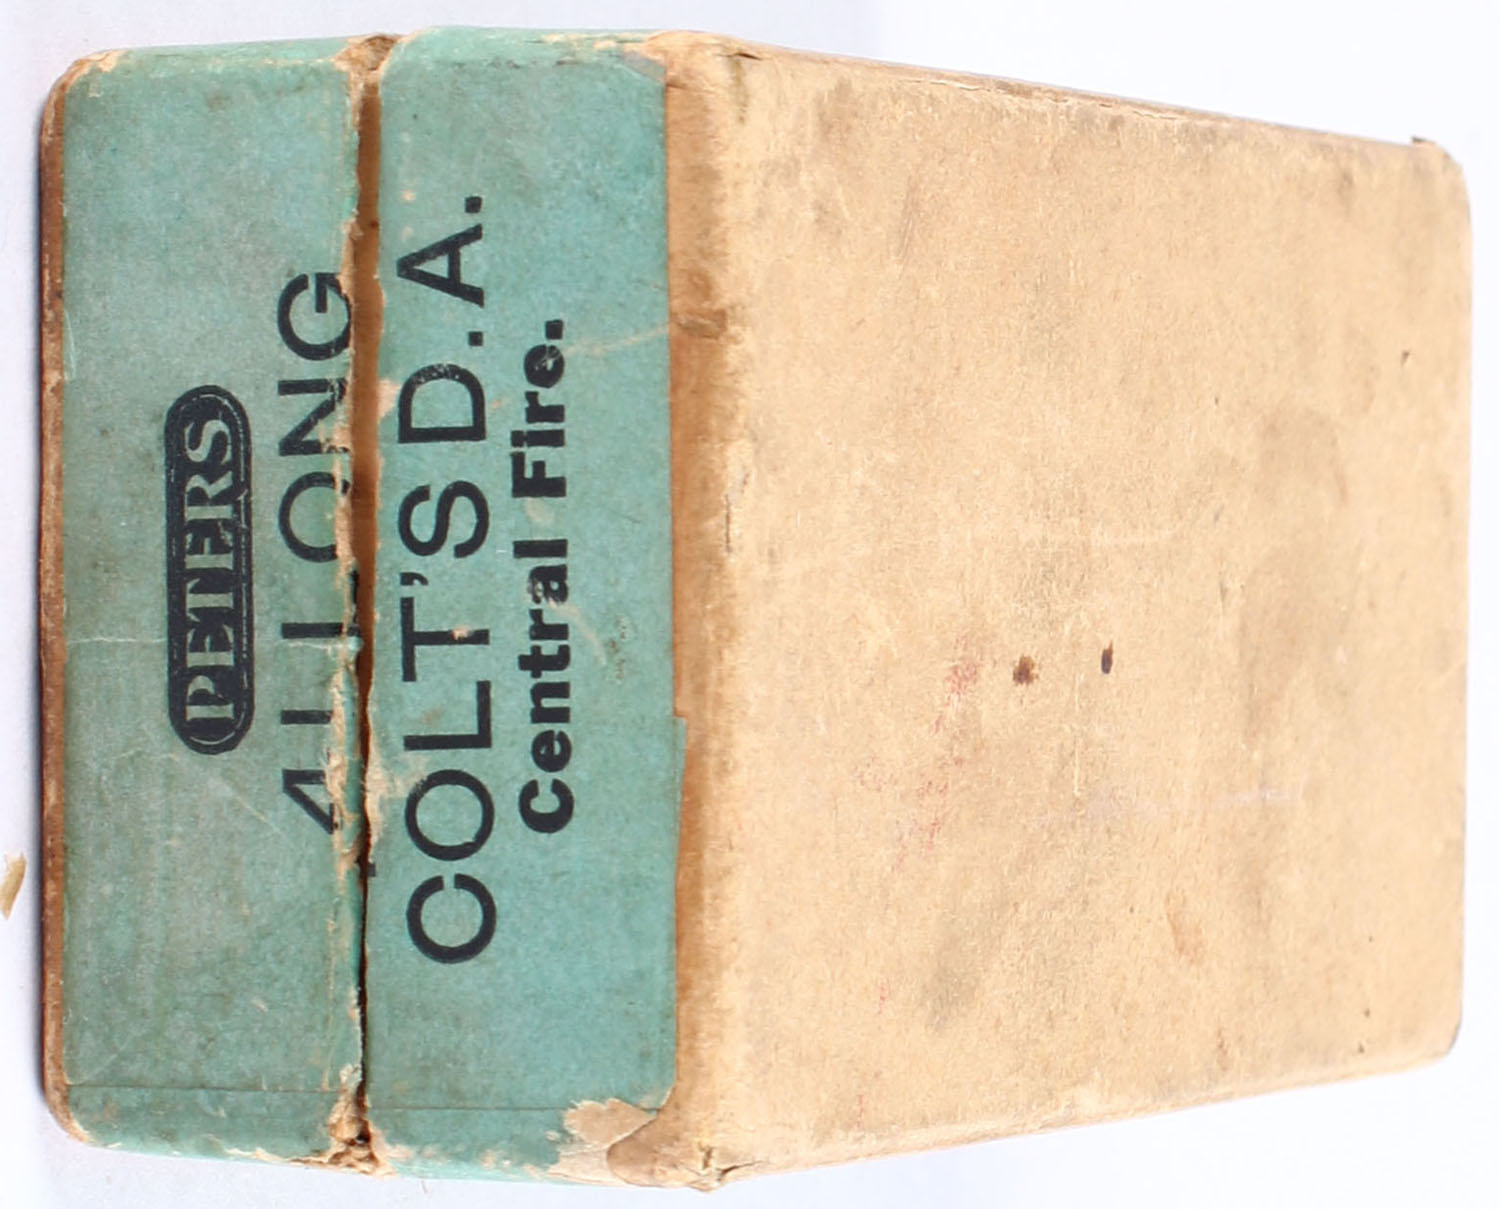 PETERS
.41 LONG
COLT'S D.A.
Central Fire.